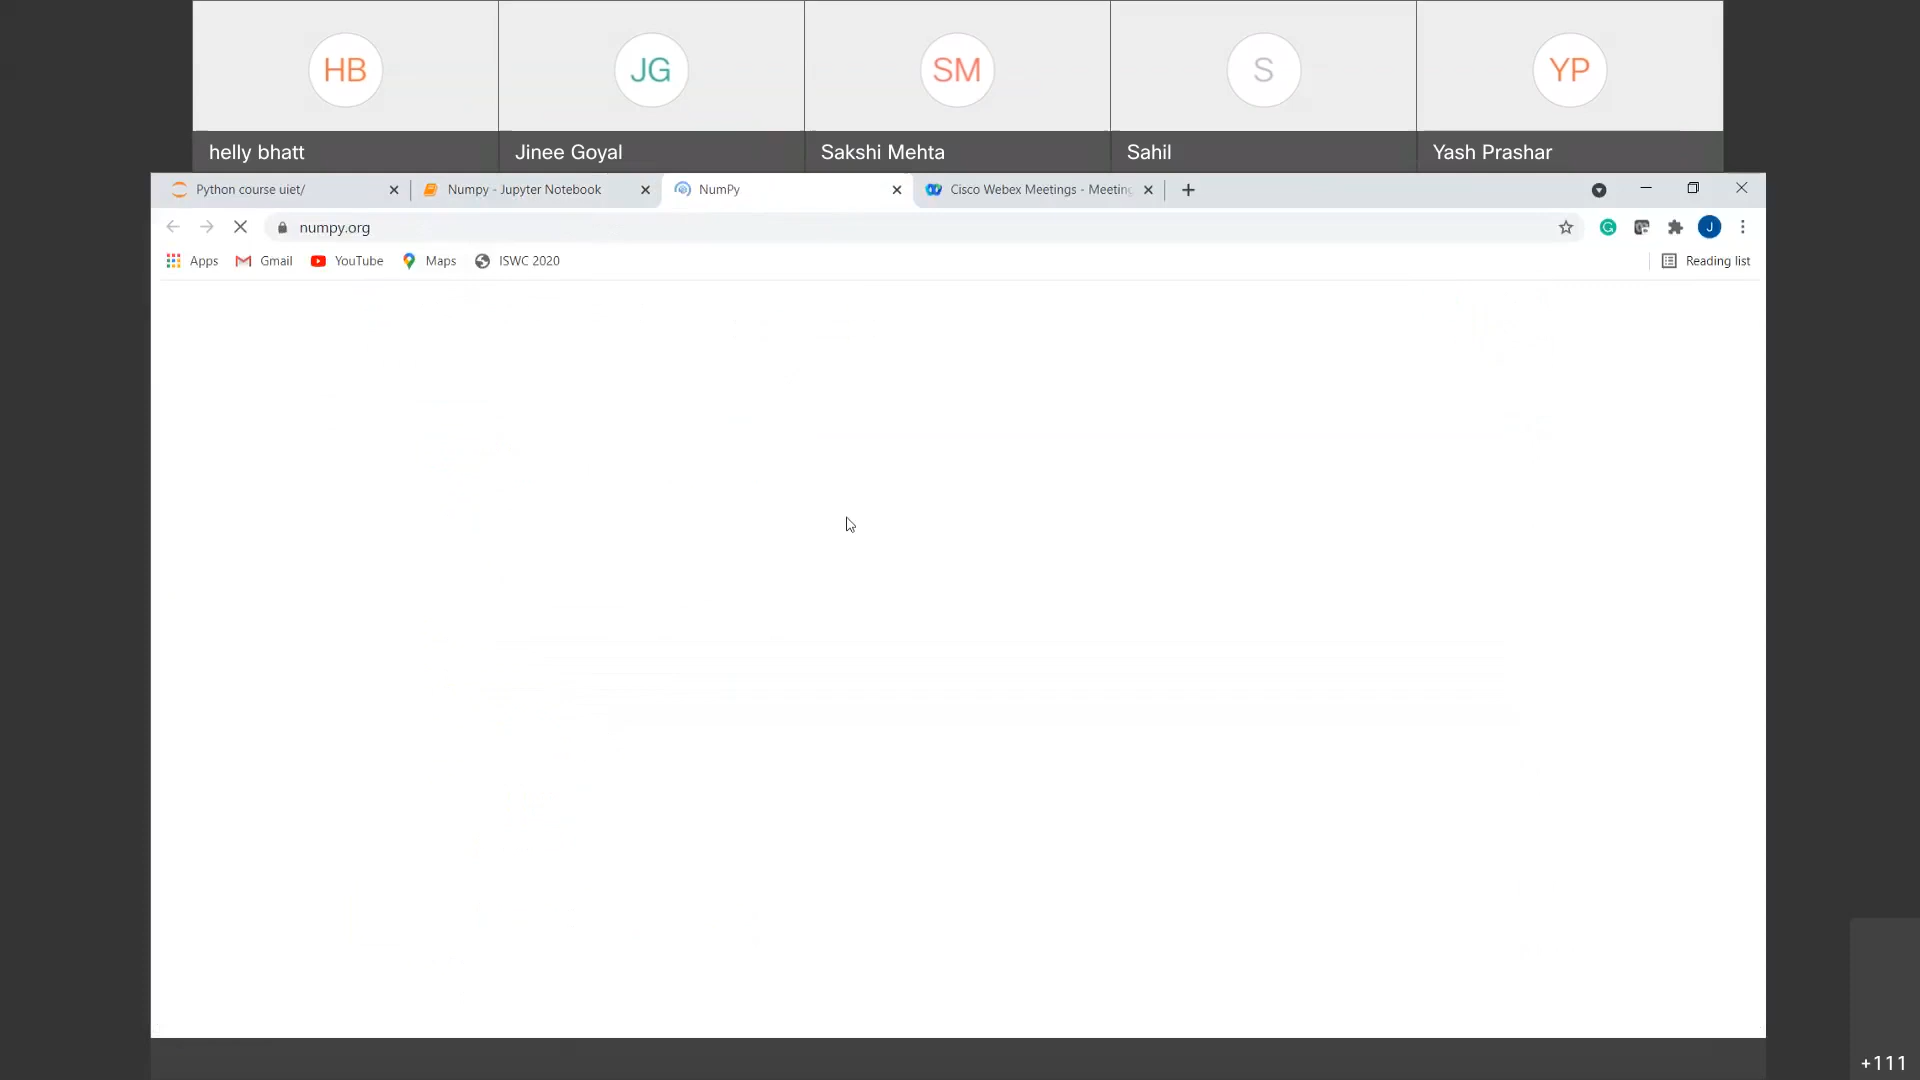 HB
JG
SM
S
YP
helly bhatt
Jinee Goyal
Sakshi Mehta
Sahil
Yash Prashar
Python course uiet/
Numpy - Jupyter Notebook
NumPy
Cisco Webex Meetings - Meeting
numpy.org
G
J
Apps
Gmail
YouTube
Maps
ISWC 2020
Reading list
+111